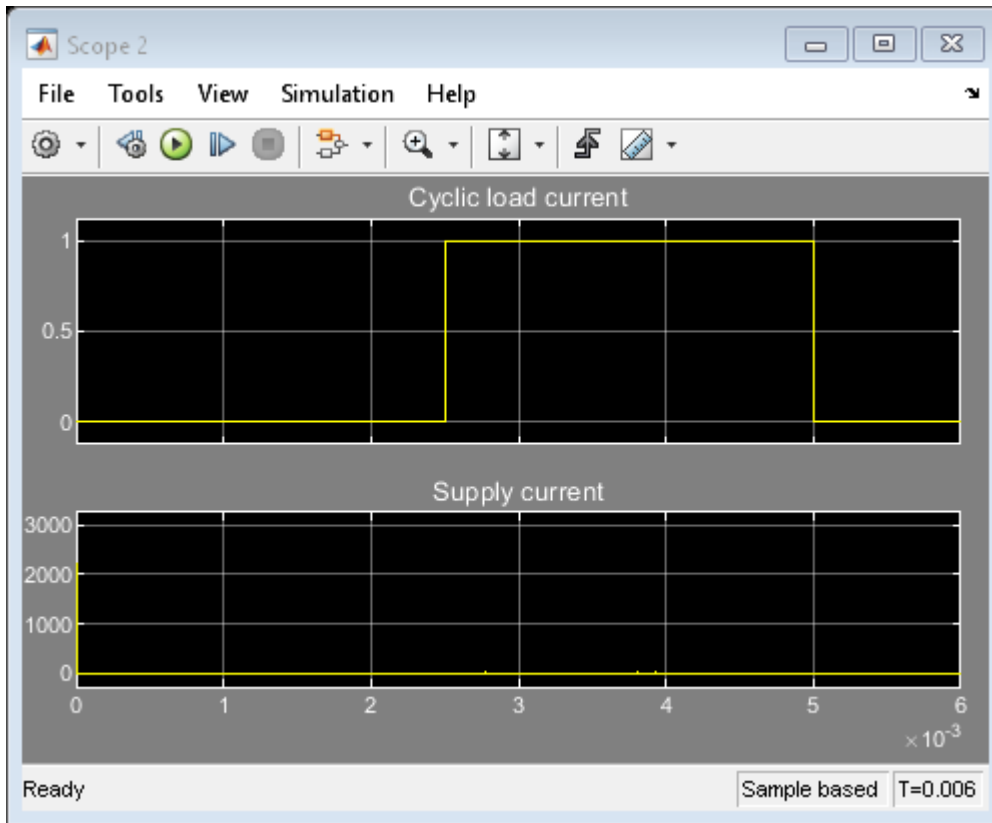 Scope 2
File Tools View Simulation Help
Cyclic load current
1
0.5
0
Supply current
3000
2000
1000
0
0 1 2 3 4 5 6
×10-3
Ready Sample based T=0.006